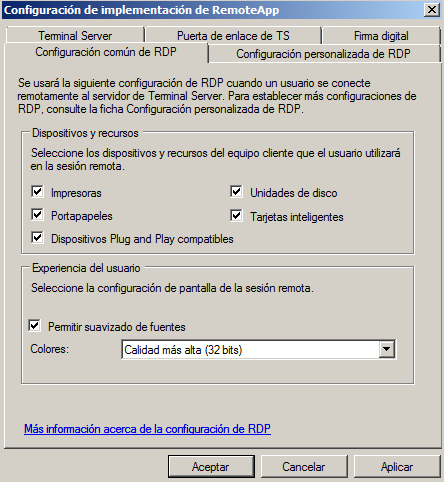 Configuración de implementación de RemoteApp
Terminal Server
Puerta de enlace de TS
Firma digital
Configuración común de RDP
Configuración personalizada de RDP
Se usará la siguiente configuración de RDP cuando un usuario se conecte
remotamente al servidor de Terminal Server. Para establecer más configuraciones de
RDP, consulte la ficha Configuración personalizada de RDP.
Dispositivos y recursos
Seleccione los dispositivos y recursos del equipo cliente que el usuario utilizará
en la sesión remota.
Impresoras
Unidades de disco
Portapapeles
Tarjetas inteligentes
Dispositivos Plug and Play compatibles
Experiencia del usuario
Seleccione la configuración de pantalla de la sesión remota.
Permitir suavizado de fuentes
Colores:
Calidad más alta (32 bits)
Más información acerca de la configuración de RDP
Aceptar
Cancelar
Aplicar